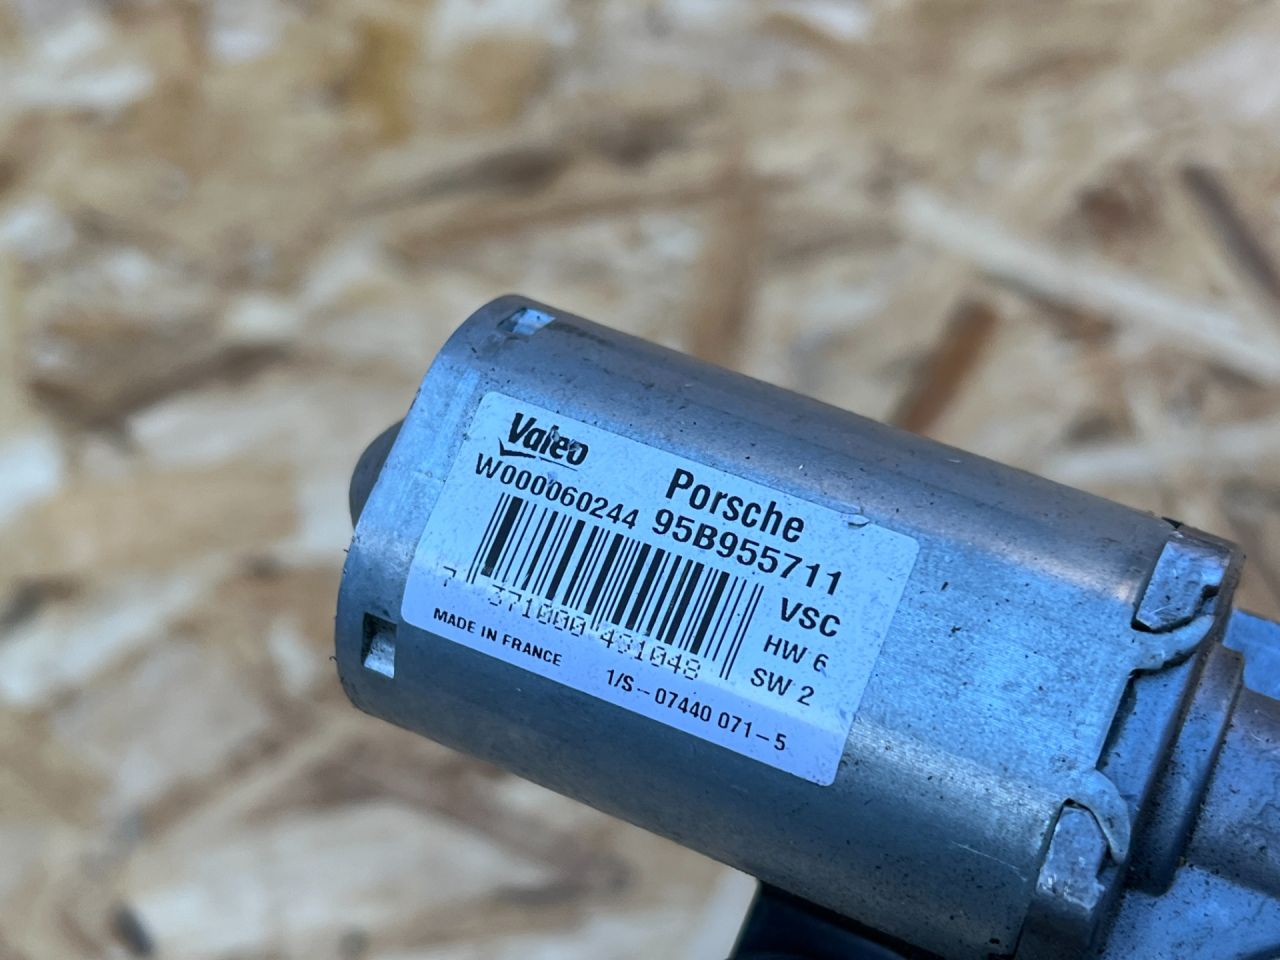 Valeo
Porsche
W000060244 95B955711
VSC
HW 6
SW 2
7 371000 431048
MADE IN FRANCE
1/S-07440 071-5